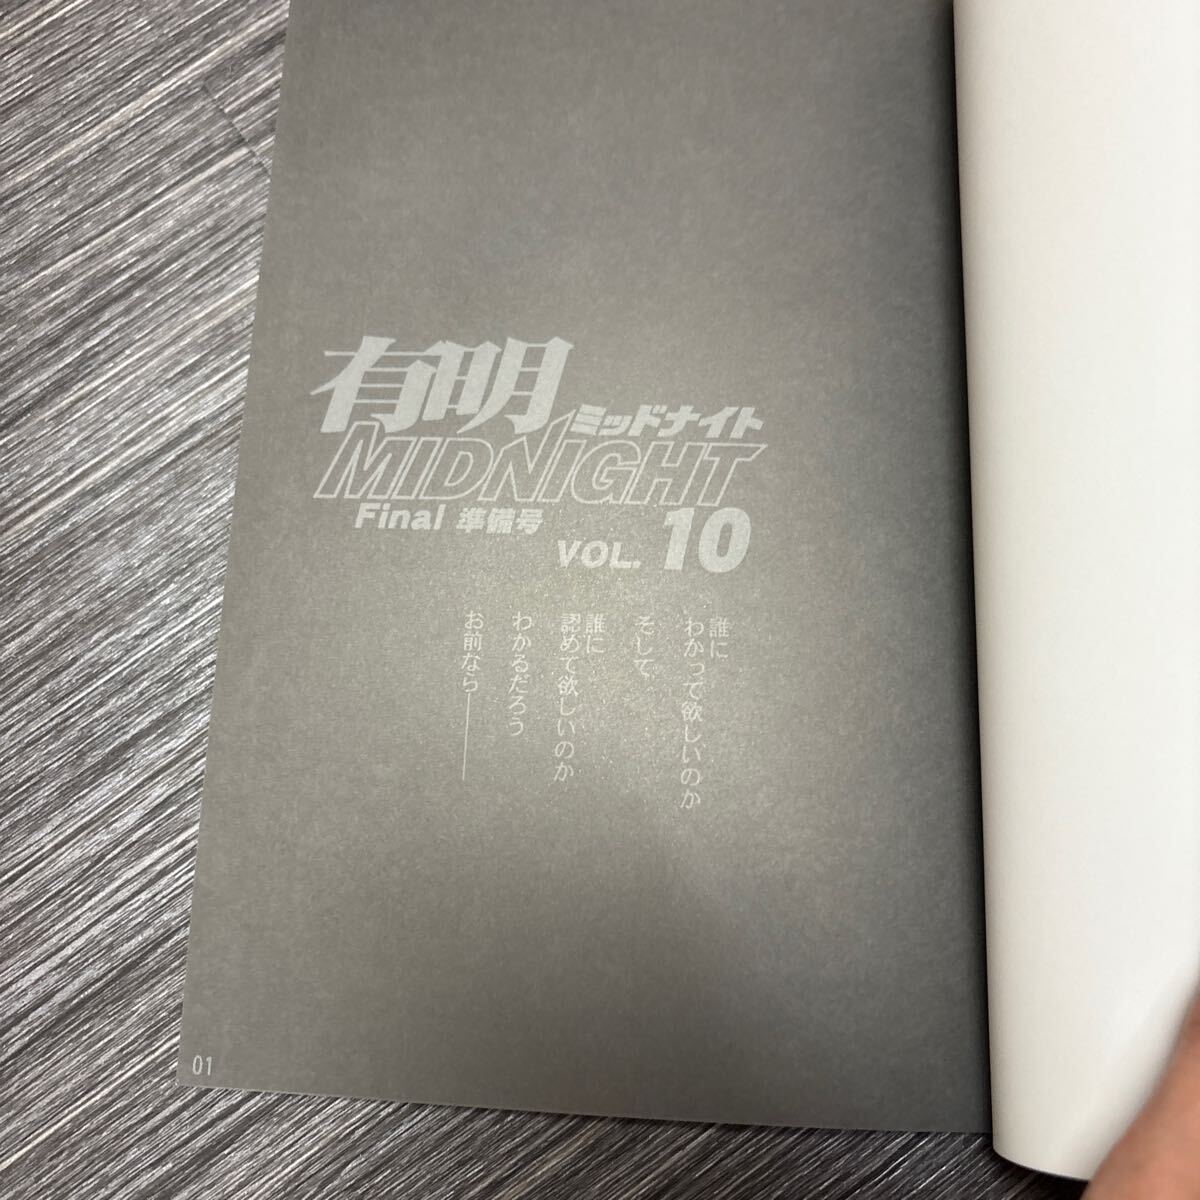 有明
ミッドナイト
MIDNIGHT
Final 準備号
VOL. 10
誰に
わかって欲しいのか
そして
誰に
認めて欲しいのか
わかるだろう
お前なら――
01